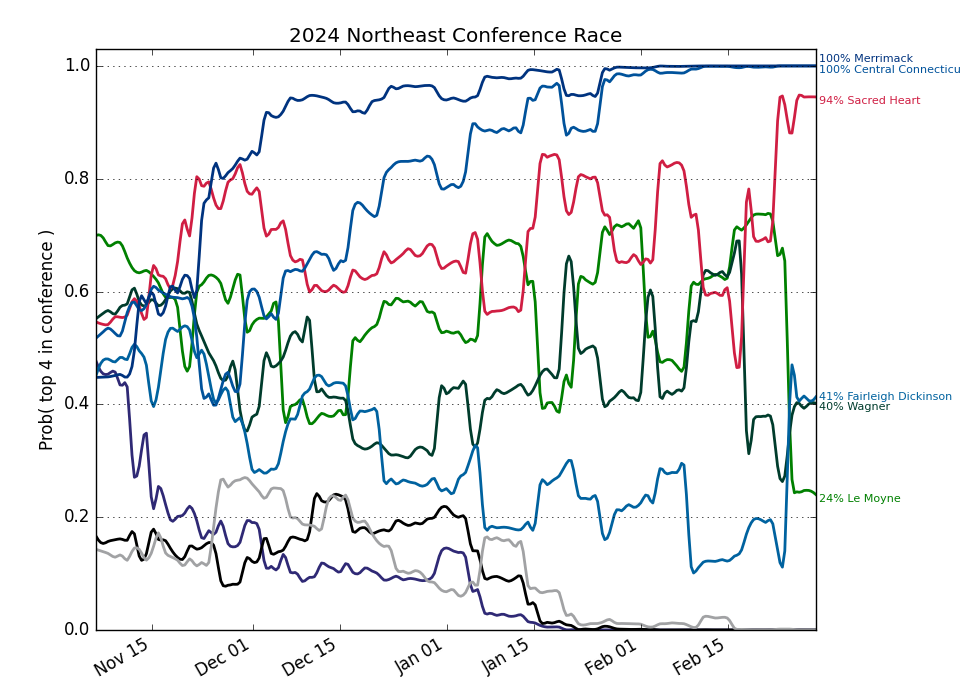 2024 Northeast Conference Race
1.0
0.8
0.6
0.4
0.2
0.0
Prob( top 4 in conference )
Nov 15
Dec 01
Dec 15
Jan 01
Jan 15
Feb 01
Feb 15
100% Merrimack
100% Central Connecticu
94% Sacred Heart
41% Fairleigh Dickinson
40% Wagner
24% Le Moyne